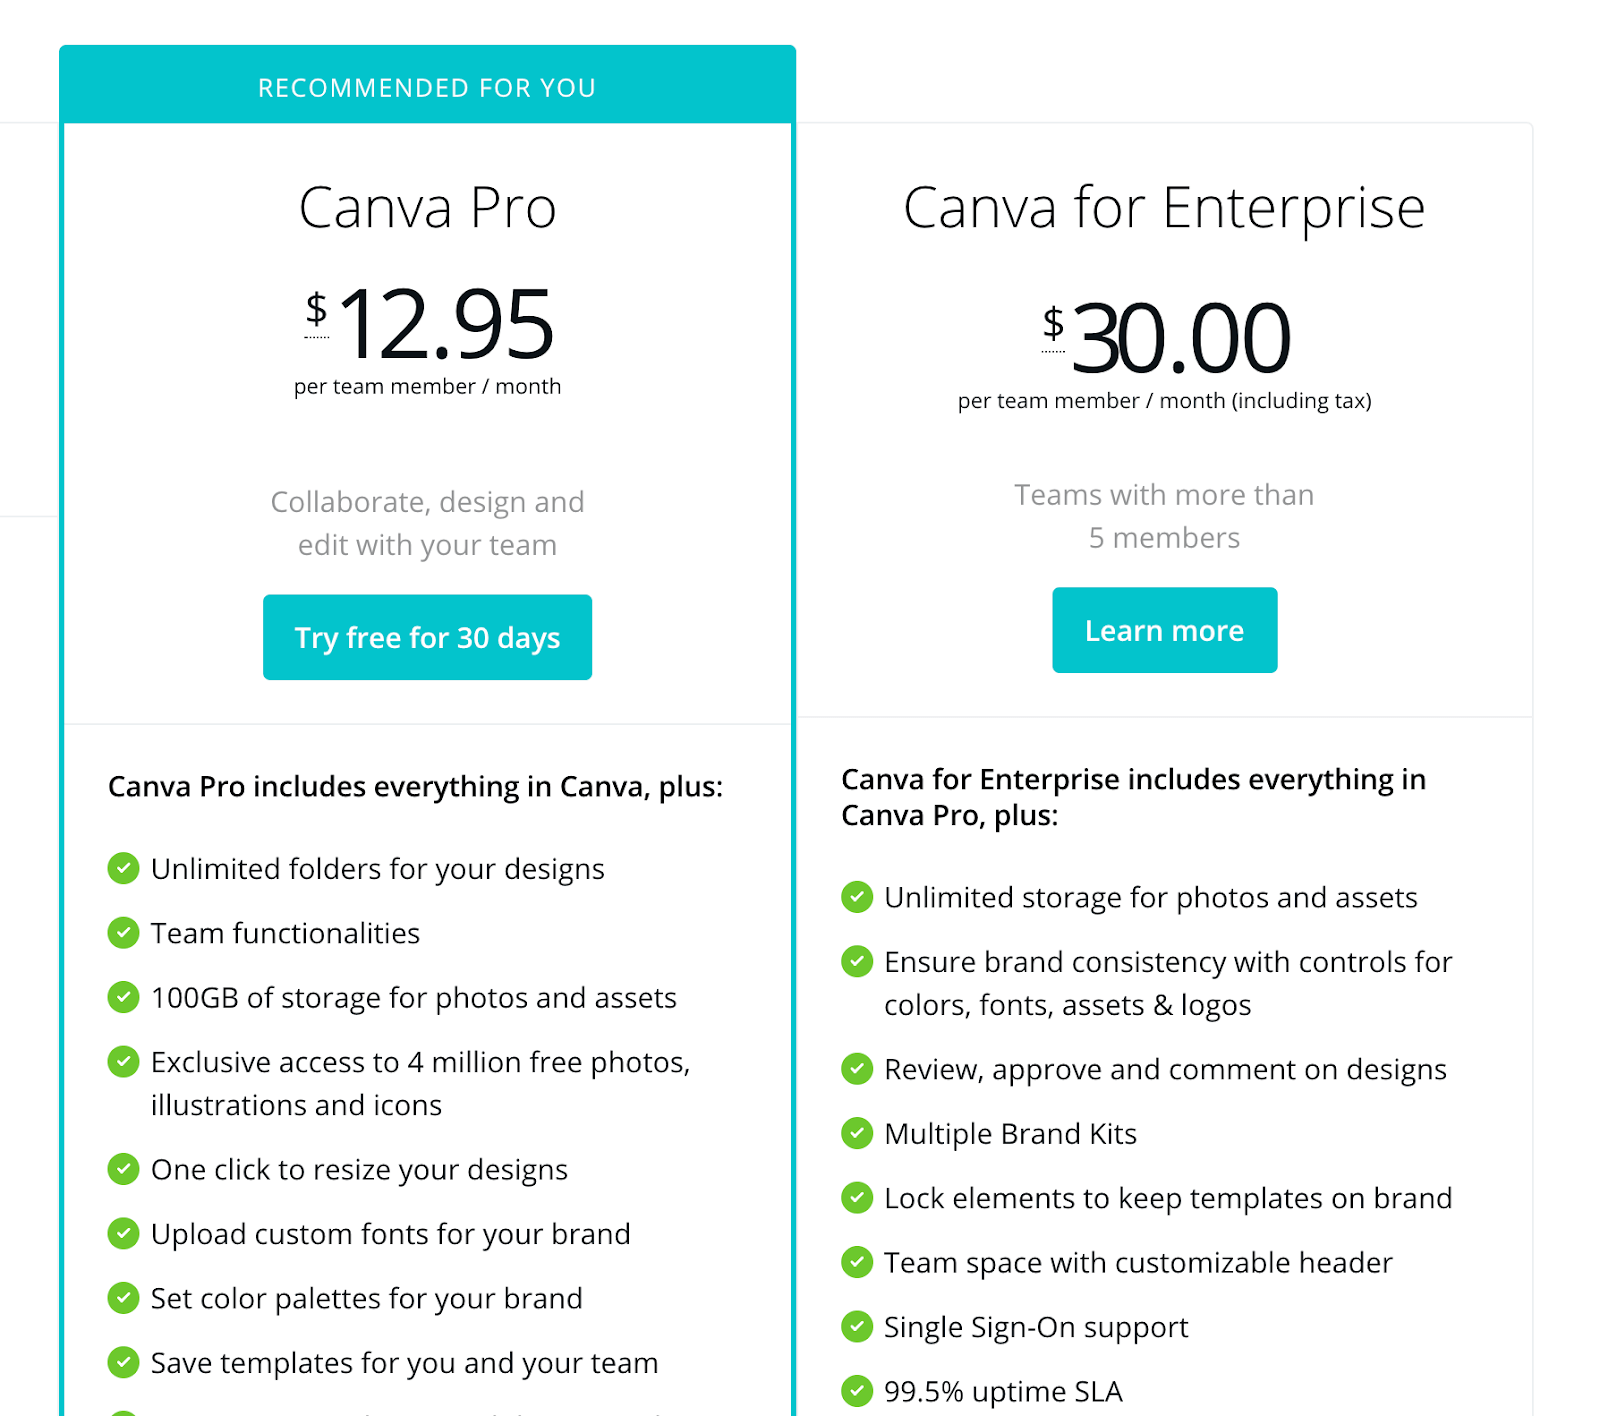 RECOMMENDED FOR YOU
Canva Pro
$12.95
per team member / month
Collaborate, design and
edit with your team
Try free for 30 days
Canva Pro includes everything in Canva, plus:
Unlimited folders for your designs
Team functionalities
100GB of storage for photos and assets
Exclusive access to 4 million free photos,
illustrations and icons
One click to resize your designs
Upload custom fonts for your brand
Set color palettes for your brand
Save templates for you and your team
Canva for Enterprise
$30.00
per team member / month (including tax)
Teams with more than
5 members
Learn more
Canva for Enterprise includes everything in
Canva Pro, plus:
Unlimited storage for photos and assets
Ensure brand consistency with controls for
colors, fonts, assets & logos
Review, approve and comment on designs
Multiple Brand Kits
Lock elements to keep templates on brand
Team space with customizable header
Single Sign-On support
99.5% uptime SLA